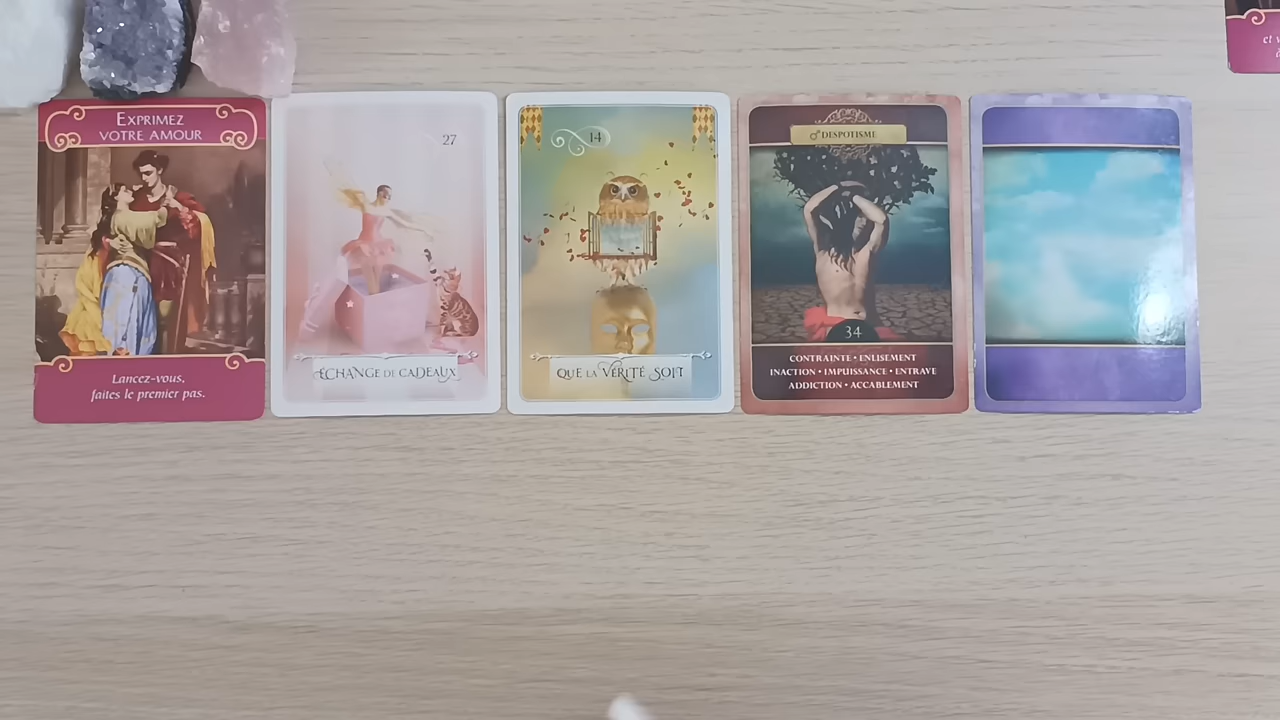 EXPRIMEZ
VOTRE AMOUR
Lancez-vous,
faites le premier pas.
27
ÉCHANGE DE CADEAUX
14
QUE LA VÉRITÉ SOIT
♂ DESPOTISME
34
CONTRAINTE • ENLISEMENT
INACTION • IMPUISSANCE • ENTRAVE
ADDICTION • ACCABLEMENT
et v